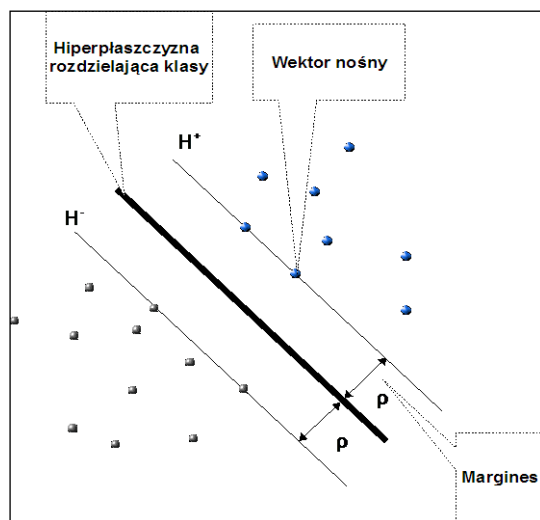 Hiperpłaszczyzna
rozdzielająca klasy
Wektor nośny
H+
H-
ρ
ρ
Margines